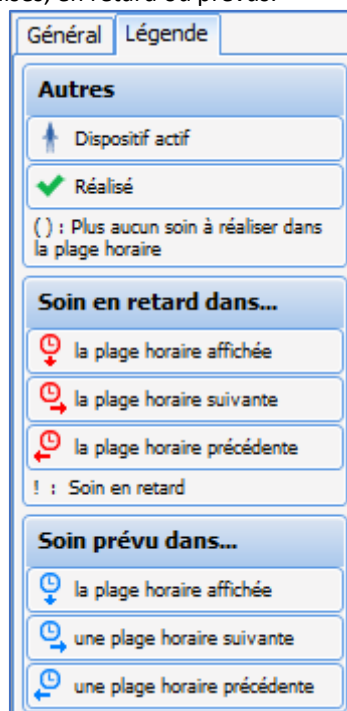 en retard ou prévus.
Général Légende
Autres
Dispositif actif
Réalisé
( ) : Plus aucun soin à réaliser dans
la plage horaire
Soin en retard dans...
la plage horaire affichée
la plage horaire suivante
la plage horaire précédente
! : Soin en retard
Soin prévu dans...
la plage horaire affichée
une plage horaire suivante
une plage horaire précédente